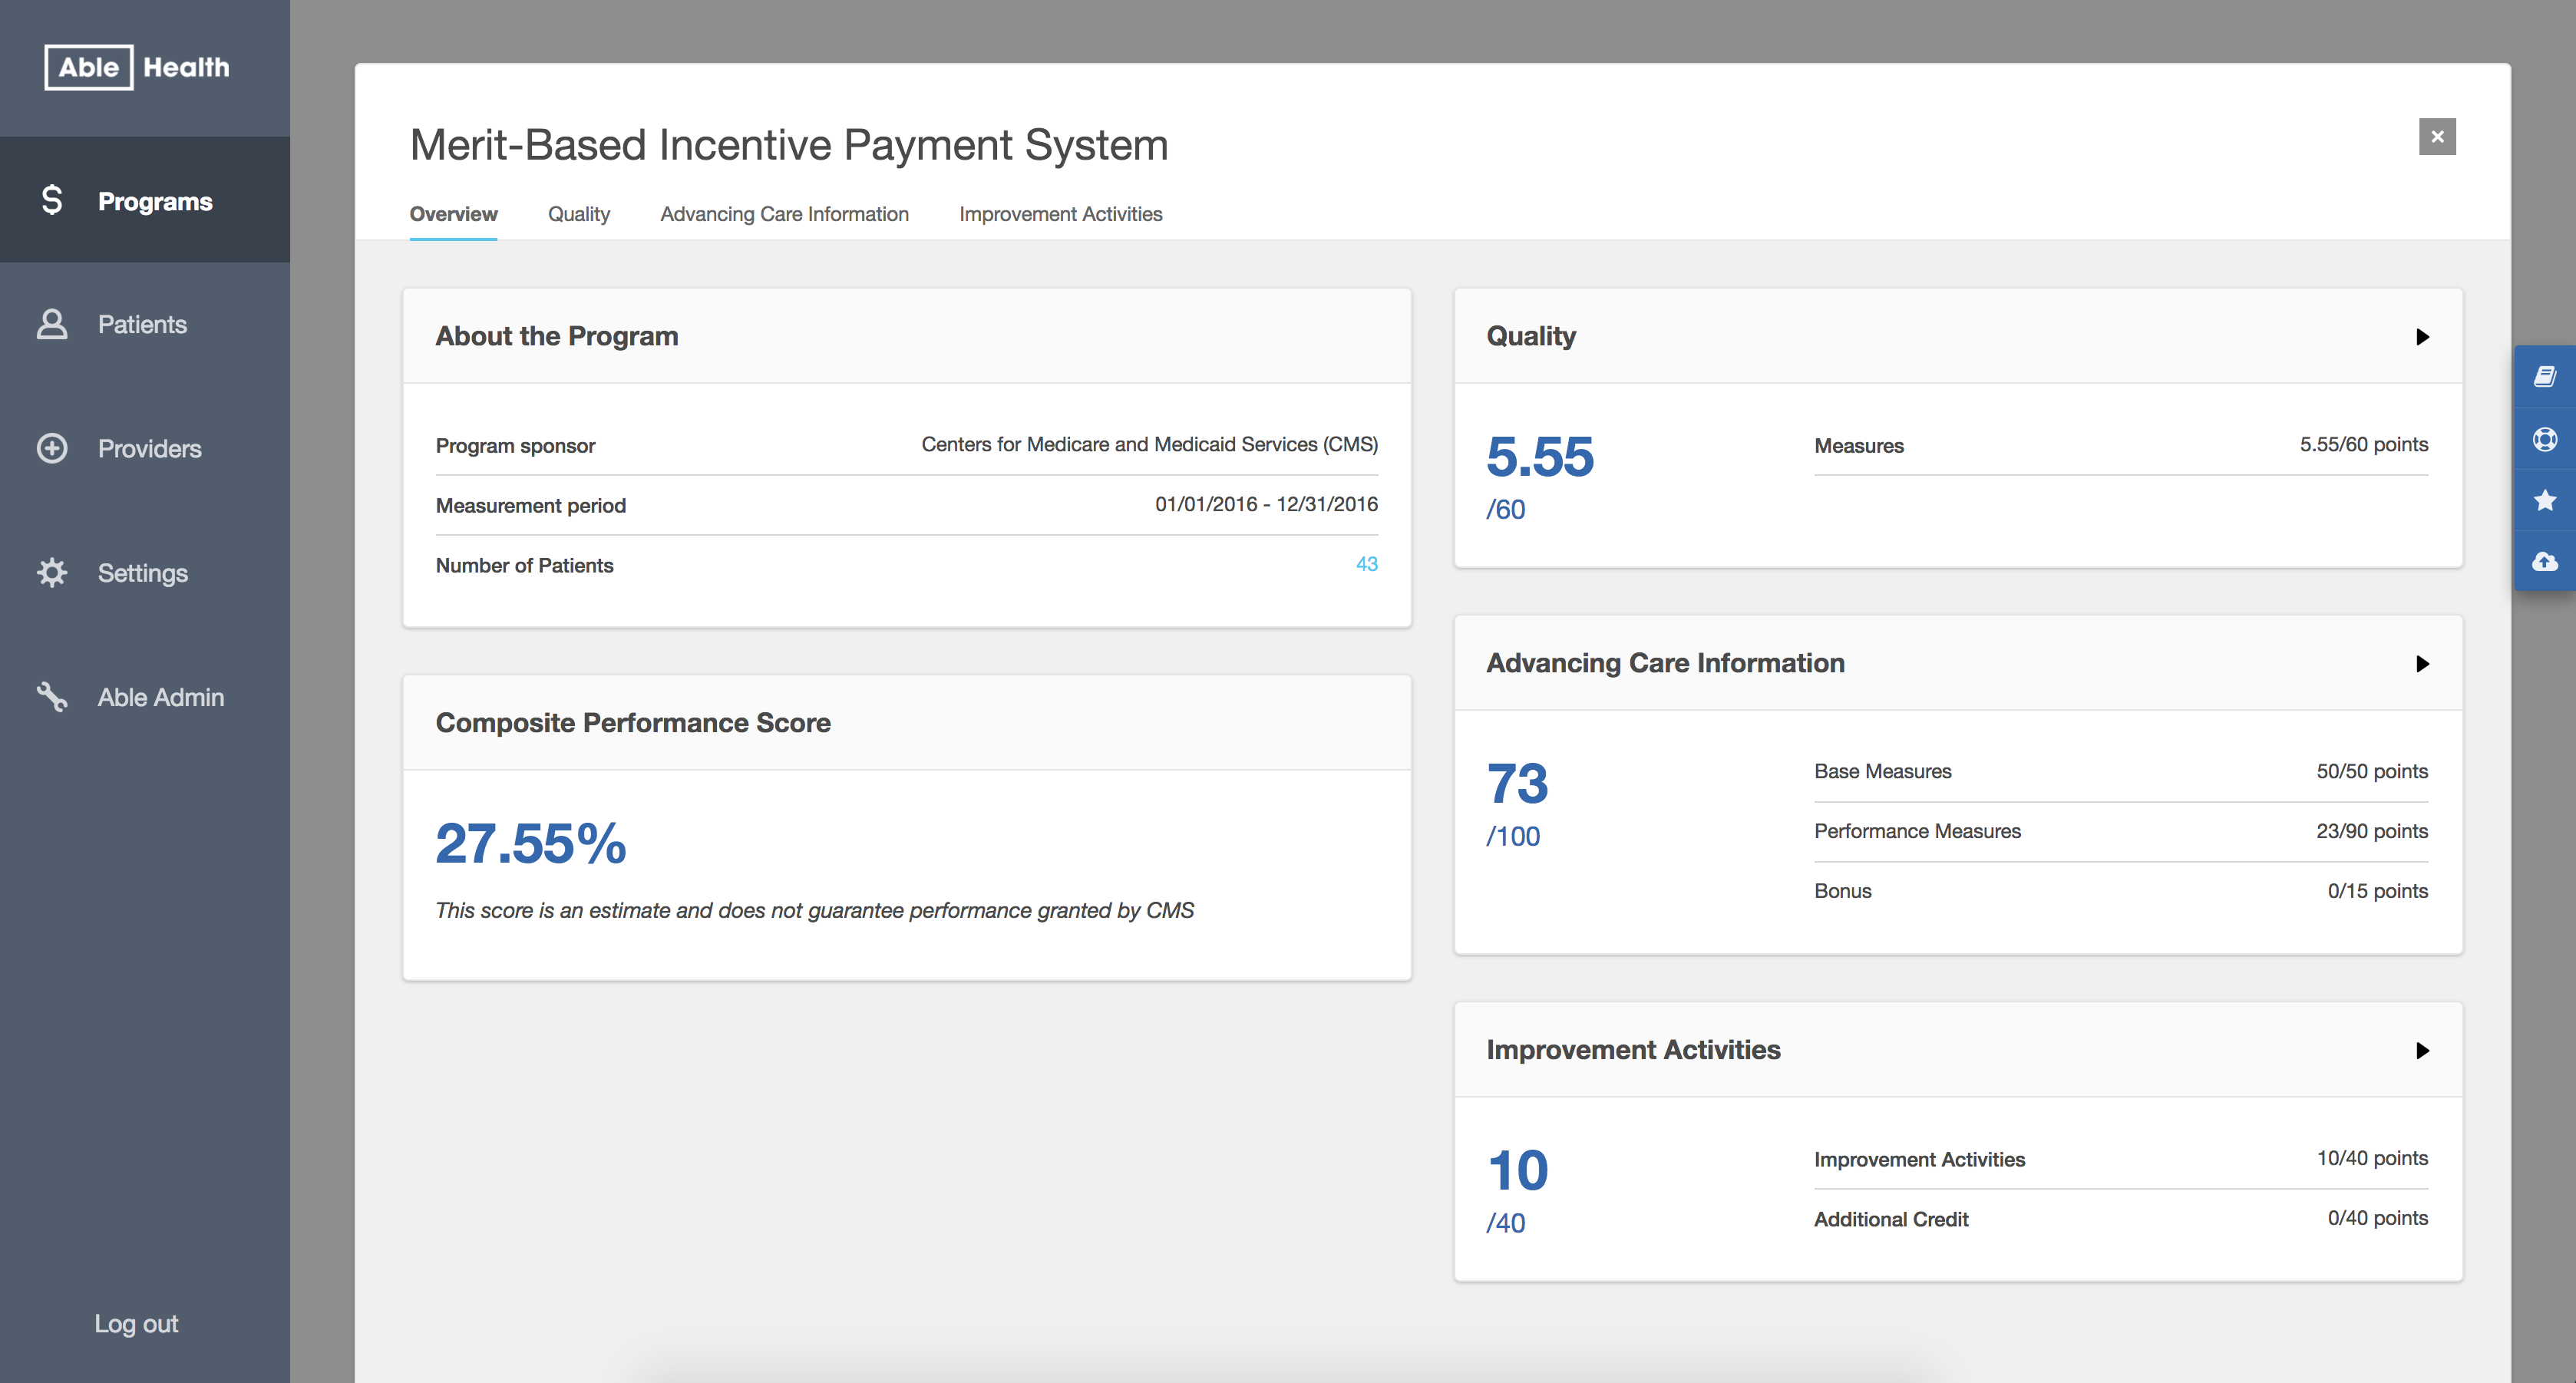 Able Health
Programs
Patients
Providers
Settings
Able Admin
Log out
Merit-Based Incentive Payment System
Overview Quality Advancing Care Information Improvement Activities
About the Program
Program sponsor Centers for Medicare and Medicaid Services (CMS)
Measurement period 01/01/2016 - 12/31/2016
Number of Patients 43
Composite Performance Score
27.55%
This score is an estimate and does not guarantee performance granted by CMS
Quality
5.55
/60
Measures 5.55/60 points
Advancing Care Information
73
/100
Base Measures 50/50 points
Performance Measures 23/90 points
Bonus 0/15 points
Improvement Activities
10
/40
Improvement Activities 10/40 points
Additional Credit 0/40 points